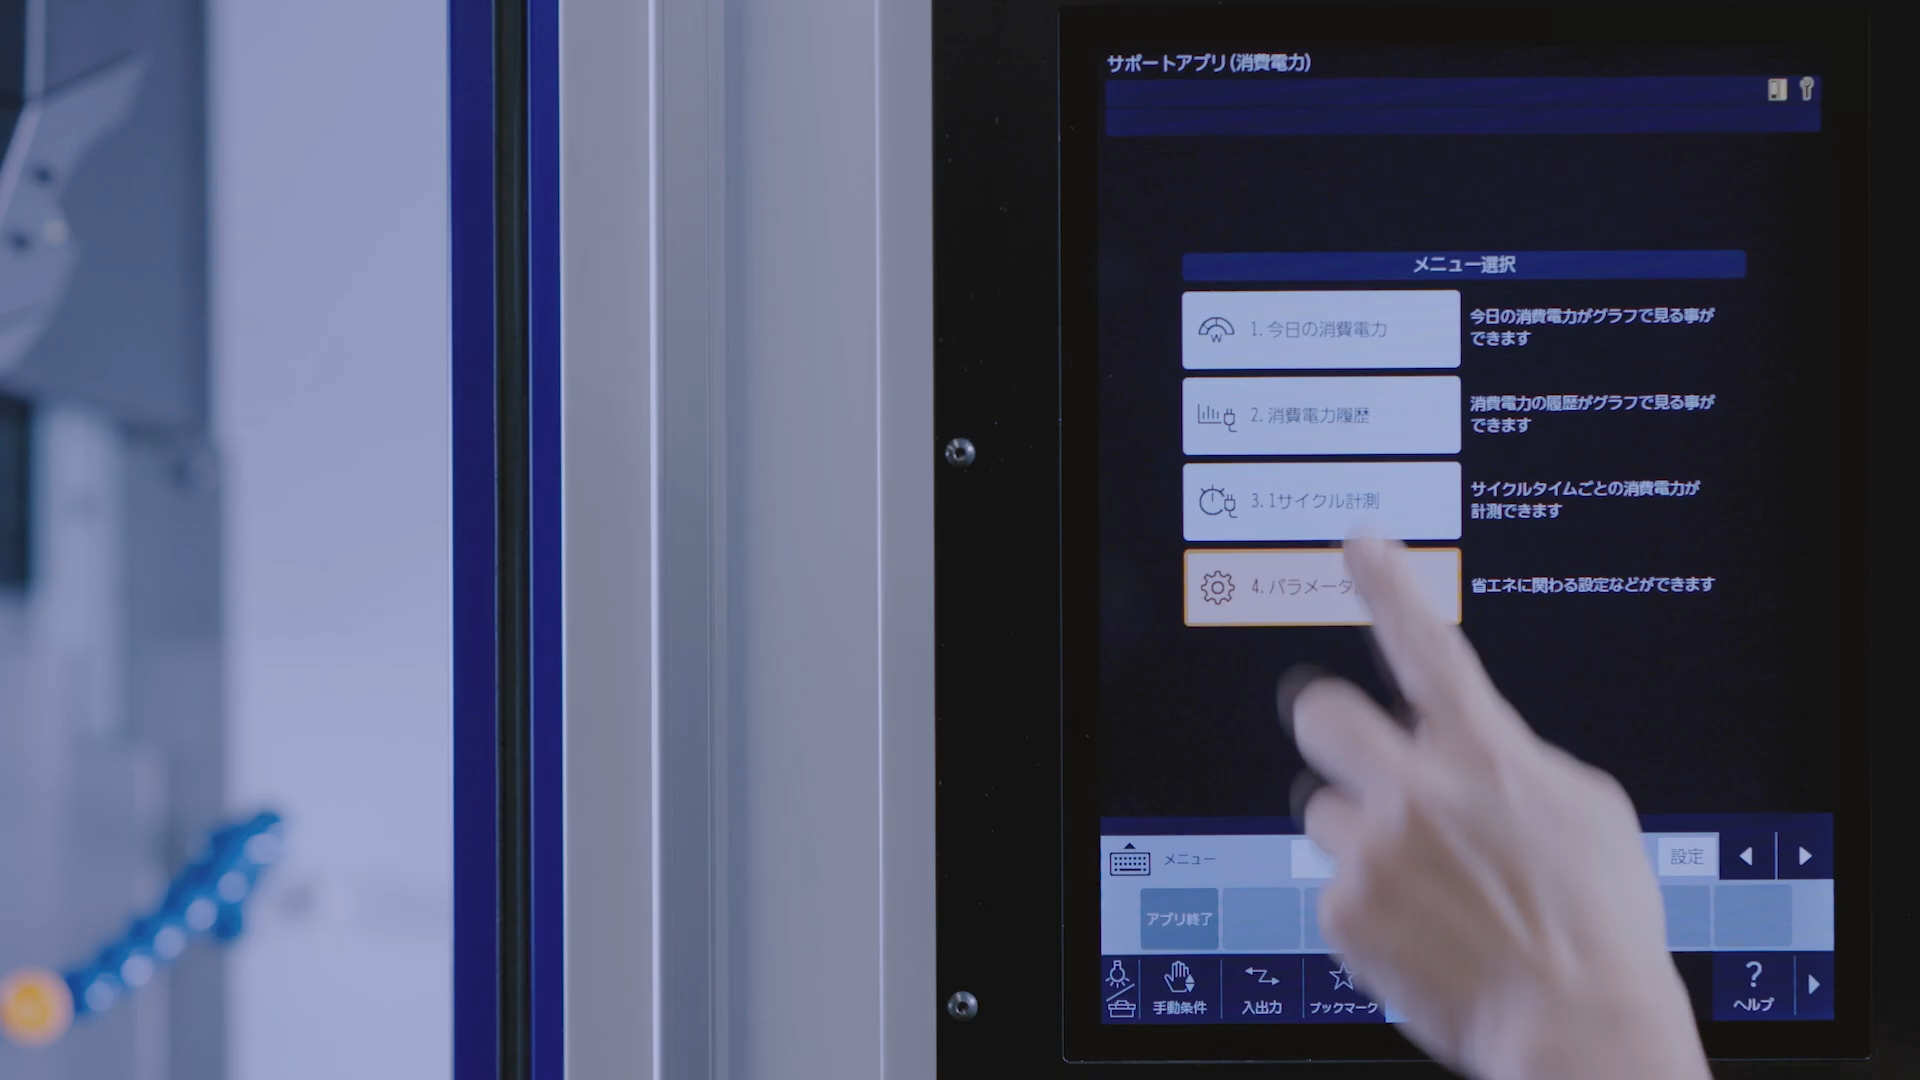 サポートアプリ(消費電力)
メニュー選択
1. 今日の消費電力
今日の消費電力がグラフで見る事が
できます
2. 消費電力履歴
消費電力の履歴がグラフで見る事が
できます
3. 1サイクル計測
サイクルタイムごとの消費電力が
計測できます
4. パラメータ
省エネに関わる設定などができます
メニュー
設定
アプリ終了
手動条件
入出力
ブックマーク
?
ヘルプ